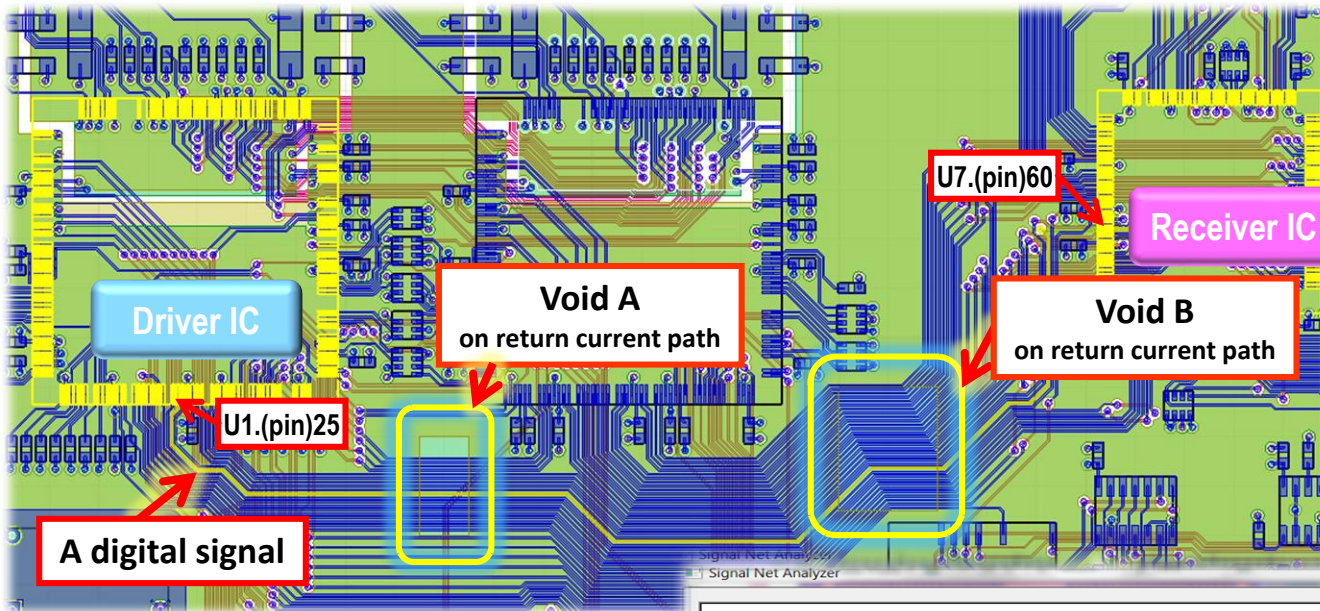 U7.(pin)60
Receiver IC
Void A
on return current path
Driver IC
Void B
on return current path
U1.(pin)25
A digital signal
Signal Net Analyzer
Signal Net Analyzer